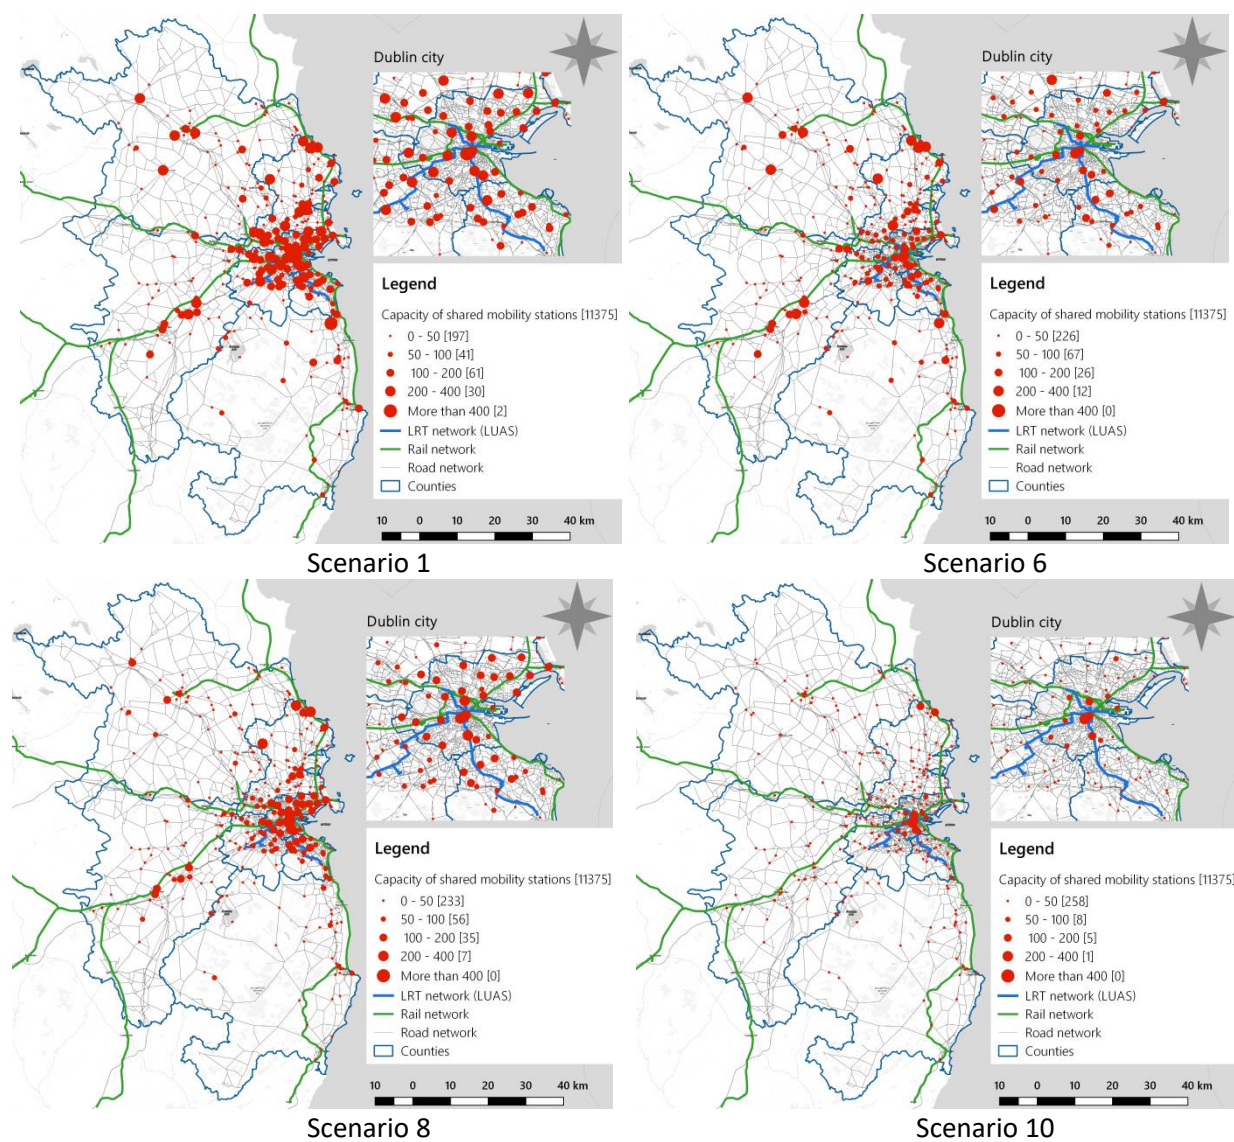 Dublin city
Legend
Capacity of shared mobility stations [11375]
0 - 50 [197]
50 - 100 [41]
100 - 200 [61]
200 - 400 [30]
More than 400 [2]
LRT network (LUAS)
Rail network
Road network
Counties
10 0 10 20 30 40 km
Scenario 1
Dublin city
Legend
Capacity of shared mobility stations [11375]
0 - 50 [226]
50 - 100 [67]
100 - 200 [26]
200 - 400 [12]
More than 400 [0]
LRT network (LUAS)
Rail network
Road network
Counties
10 0 10 20 30 40 km
Scenario 6
Dublin city
Legend
Capacity of shared mobility stations [11375]
0 - 50 [233]
50 - 100 [56]
100 - 200 [35]
200 - 400 [7]
More than 400 [0]
LRT network (LUAS)
Rail network
Road network
Counties
10 0 10 20 30 40 km
Scenario 8
Dublin city
Legend
Capacity of shared mobility stations [11375]
0 - 50 [258]
50 - 100 [8]
100 - 200 [5]
200 - 400 [1]
More than 400 [0]
LRT network (LUAS)
Rail network
Road network
Counties
10 0 10 20 30 40 km
Scenario 10